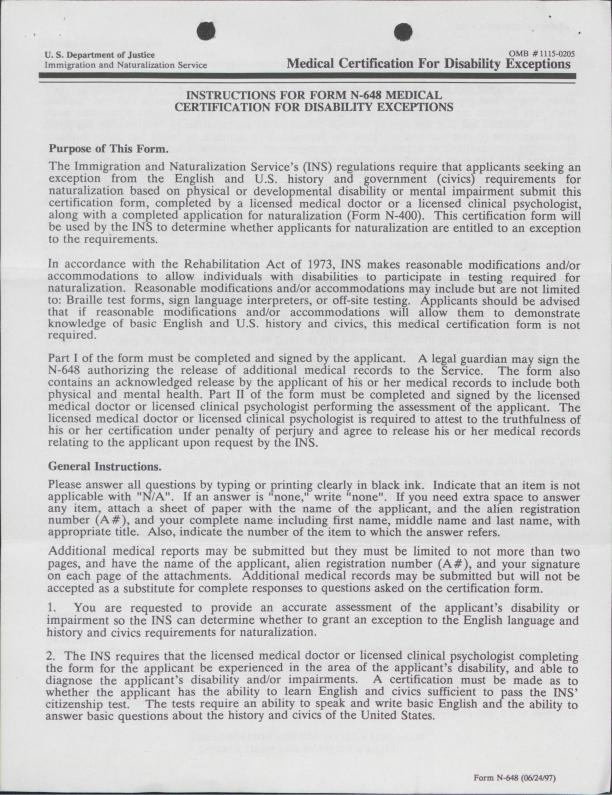 OMB #1115-0205
U. S. Department of Justice
Immigration and Naturalization Service
Medical Certification For Disability Exceptions
INSTRUCTIONS FOR FORM N-648 MEDICAL
CERTIFICATION FOR DISABILITY EXCEPTIONS
Purpose of This Form.
The Immigration and Naturalization Service's (INS) regulations require that applicants seeking an
exception from the English and U.S. history and government (civics) requirements for
naturalization based on physical or developmental disability or mental impairment submit this
certification form, completed by a licensed medical doctor or a licensed clinical psychologist,
along with a completed application for naturalization (Form N-400). This certification form will
be used by the INS to determine whether applicants for naturalization are entitled to an exception
to the requirements.
In accordance with the Rehabilitation Act of 1973, INS makes reasonable modifications and/or
accommodations to allow individuals with disabilities to participate in testing required for
naturalization. Reasonable modifications and/or accommodations may include but are not limited
to: Braille test forms, sign language interpreters, or off-site testing. Applicants should be advised
that if reasonable modifications and/or accommodations will allow them to demonstrate
knowledge of basic English and U.S. history and civics, this medical certification form is not
required.
Part I of the form must be completed and signed by the applicant. A legal guardian may sign the
N-648 authorizing the release of additional medical records to the Service. The form also
contains an acknowledged release by the applicant of his or her medical records to include both
physical and mental health. Part II of the form must be completed and signed by the licensed
medical doctor or licensed clinical psychologist performing the assessment of the applicant. The
licensed medical doctor or licensed clinical psychologist is required to attest to the truthfulness of
his or her certification under penalty of perjury and agree to release his or her medical records
relating to the applicant upon request by the INS.
General Instructions.
Please answer all questions by typing or printing clearly in black ink. Indicate that an item is not
applicable with "N/A". If an answer is "none," write "none". If you need extra space to answer
any item, attach a sheet of paper with the name of the applicant, and the alien registration
number (A#), and your complete name including first name, middle name and last name, with
appropriate title. Also, indicate the number of the item to which the answer refers.
Additional medical reports may be submitted but they must be limited to not more than two
pages, and have the name of the applicant, alien registration number (A#), and your signature
on each page of the attachments. Additional medical records may be submitted but will not be
accepted as a substitute for complete responses to questions asked on the certification form.
1. You are requested to provide an accurate assessment of the applicant's disability or
impairment so the INS can determine whether to grant an exception to the English language and
history and civics requirements for naturalization.
2. The INS requires that the licensed medical doctor or licensed clinical psychologist completing
the form for the applicant be experienced in the area of the applicant's disability, and able to
diagnose the applicant's disability and/or impairments. A certification must be made as to
whether the applicant has the ability to learn English and civics sufficient to pass the INS'
citizenship test. The tests require an ability to speak and write basic English and the ability to
answer basic questions about the history and civics of the United States.
Form N-648 (06/24/97)